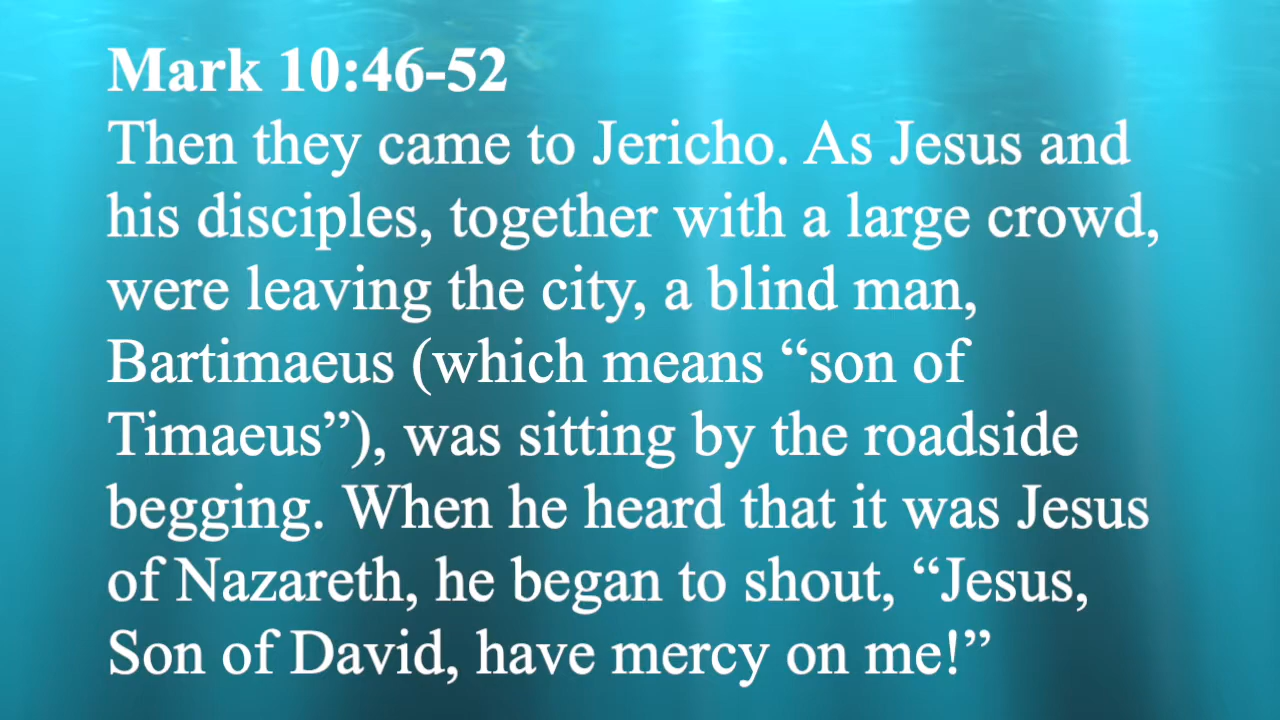 Mark 10:46-52
Then they came to Jericho. As Jesus and
his disciples, together with a large crowd,
were leaving the city, a blind man,
Bartimaeus (which means “son of
Timaeus”), was sitting by the roadside
begging. When he heard that it was Jesus
of Nazareth, he began to shout, “Jesus,
Son of David, have mercy on me!”